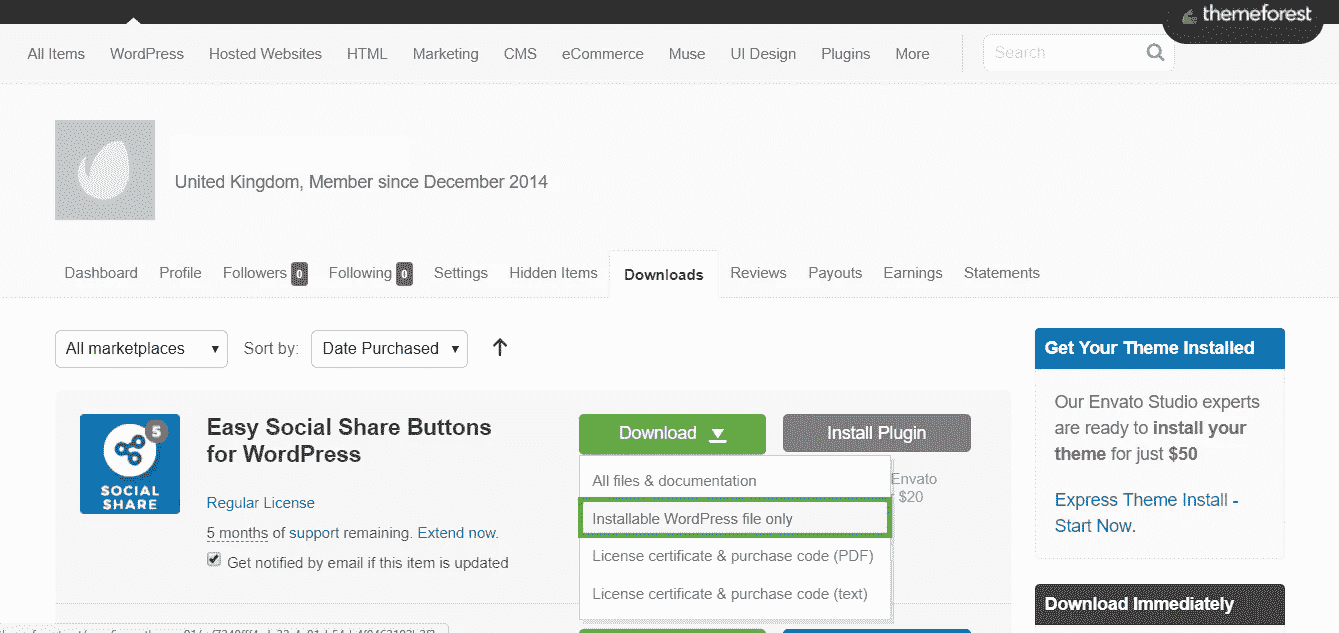 themeforest
All Items WordPress Hosted Websites HTML Marketing CMS eCommerce Muse UI Design Plugins More Search
United Kingdom, Member since December 2014
Dashboard Profile Followers 0 Following 0 Settings Hidden Items Downloads Reviews Payouts Earnings Statements
All marketplaces Sort by: Date Purchased
Get Your Theme Installed
Our Envato Studio experts
are ready to install your
theme for just $50
Express Theme Install -
Start Now.
5
SOCIAL
SHARE
Easy Social Share Buttons
for WordPress
Regular License
5 months of support remaining. Extend now.
Get notified by email if this item is updated
Download Install Plugin
Envato
$20
All files & documentation
Installable WordPress file only
License certificate & purchase code (PDF)
License certificate & purchase code (text)
Download Immediately